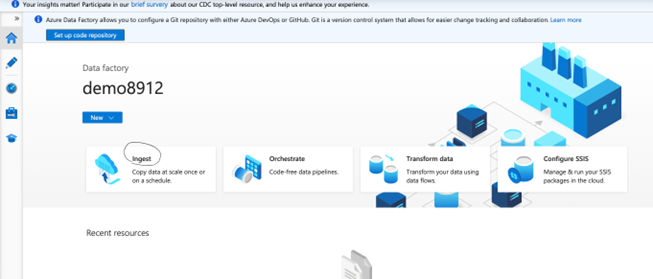 Your insights matter! Participate in our brief survey about our CDC top-level resource, and help us enhance your experience.
Azure Data Factory allows you to configure a Git repository with either Azure DevOps or GitHub. Git is a version control system that allows for easier change tracking and collaboration. Learn more
Set up code repository
Data factory
demo8912
New
Ingest
Copy data at scale once or
on a schedule.
Orchestrate
Code-free data pipelines.
Transform data
Transform your data using
data flows.
Configure SSIS
Manage & run your SSIS
packages in the cloud.
Recent resources